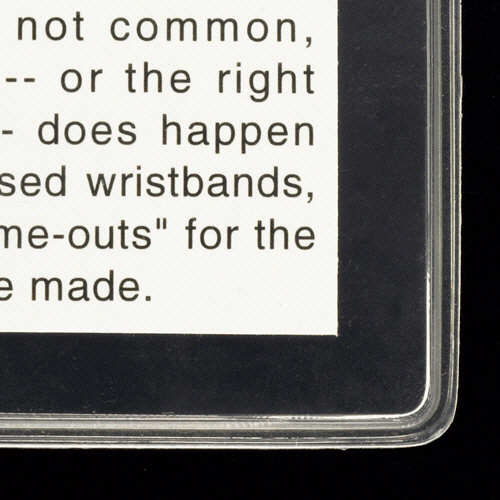 not common,
-- or the right
- does happen
sed wristbands,
me-outs" for the
e made.